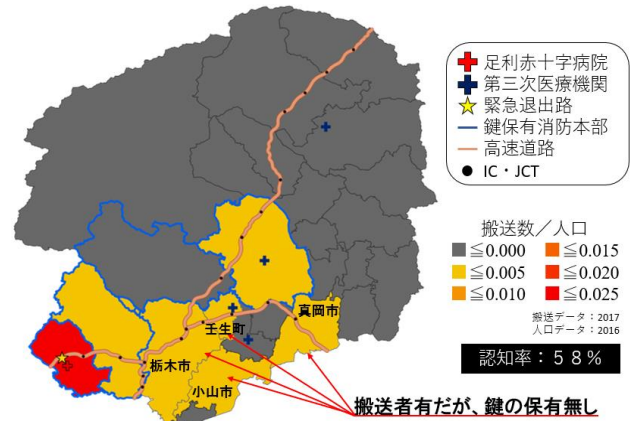 足利赤十字病院
第三次医療機関
緊急退出路
鍵保有消防本部
高速道路
IC・JCT
搬送数／人口
≦0.000 ≦0.015
≦0.005 ≦0.020
≦0.010 ≦0.025
搬送データ：2017
人口データ：2016
認知率：５８％
真岡市
壬生町
栃木市
小山市
搬送者有だが、鍵の保有無し